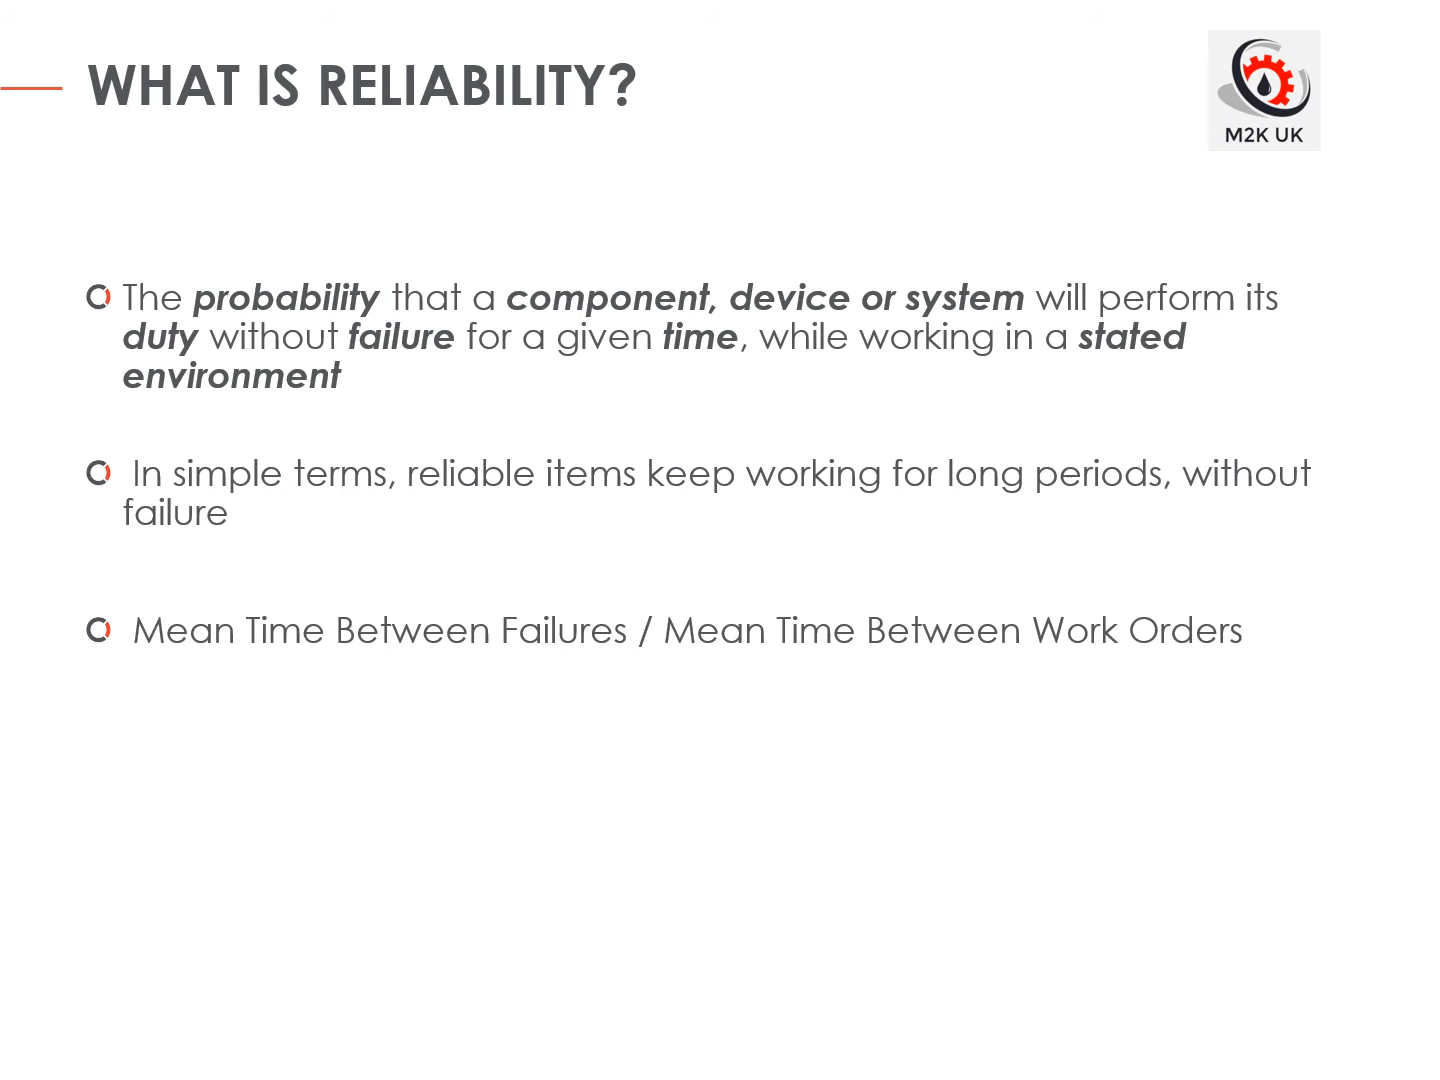 WHAT IS RELIABILITY?
M2K UK
The probability that a component, device or system will perform its
duty without failure for a given time, while working in a stated
environment
In simple terms, reliable items keep working for long periods, without
failure
Mean Time Between Failures / Mean Time Between Work Orders